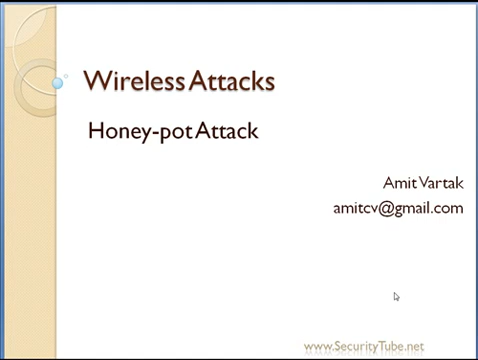 Wireless Attacks
Honey-pot Attack
Amit Vartak
amitcv@gmail.com
www.SecurityTube.net